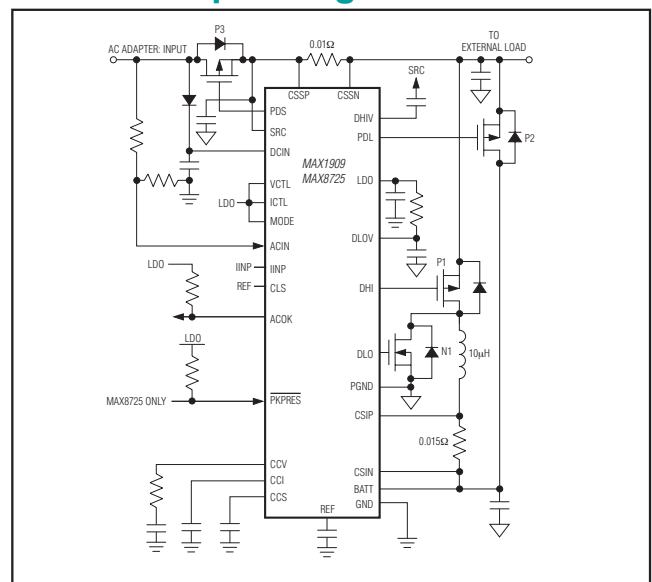 P3
0.01Ω
TO
EXTERNAL LOAD
AC ADAPTER: INPUT
CSSP
CSSN
SRC
PDS
SRC
DCIN
VCTL
LDO
ICTL
MODE
ACIN
LDO
IINP
IINP
REF
CLS
ACOK
LDO
MAX8725 ONLY
PKPRES
CCV
CCI
CCS
MAX1909
MAX8725
REF
DHIV
PDL
P2
LDO
DLOV
P1
DHI
DLO
N1
10µH
PGND
CSIP
0.015Ω
CSIN
BATT
GND